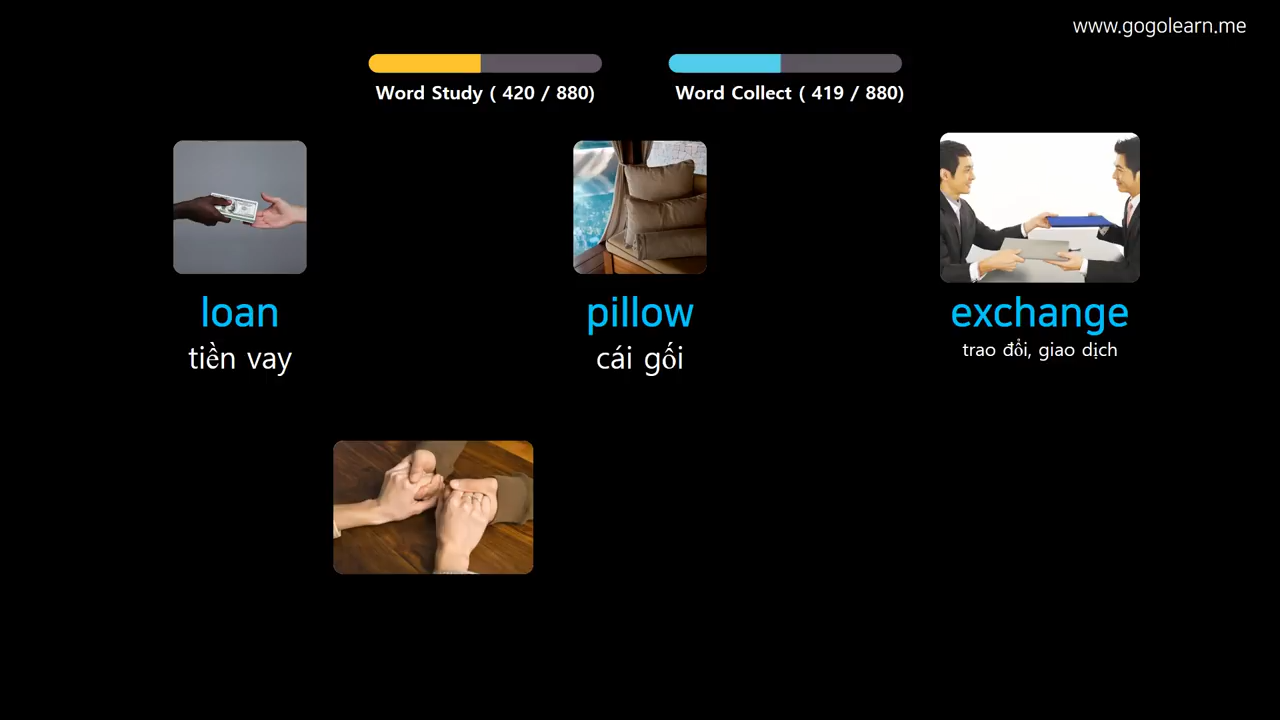 www.gogolearn.me
Word Study ( 420 / 880)
Word Collect ( 419 / 880)
loan
tiền vay
pillow
cái gối
exchange
trao đổi, giao dịch